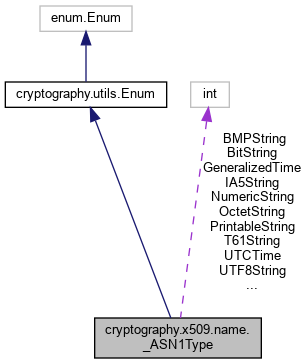 enum.Enum
cryptography.utils.Enum
int
BMPString
BitString
GeneralizedTime
IA5String
NumericString
OctetString
PrintableString
T61String
UTCTime
UTF8String
...
cryptography.x509.name.
_ASN1Type